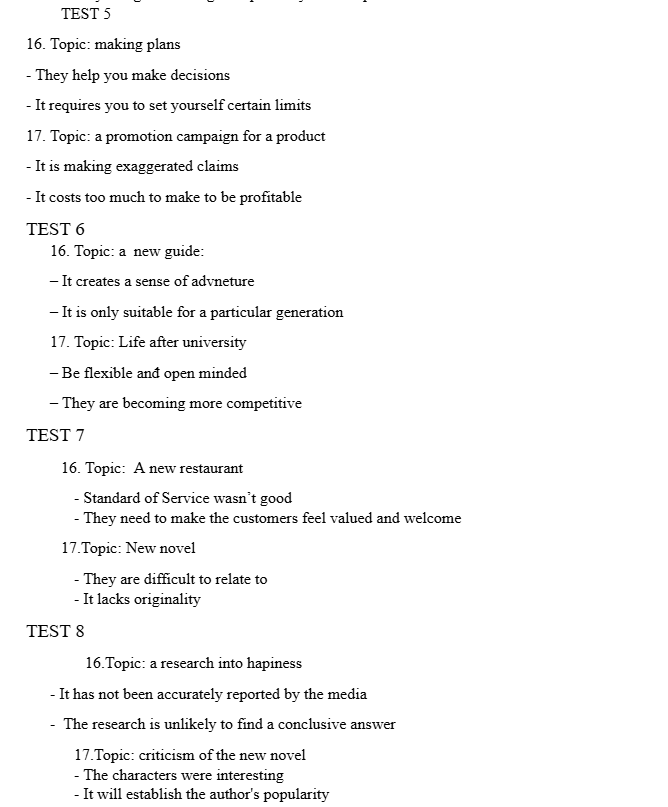 TEST 5
16. Topic: making plans
- They help you make decisions
- It requires you to set yourself certain limits
17. Topic: a promotion campaign for a product
- It is making exaggerated claims
- It costs too much to make to be profitable
TEST 6
16. Topic: a  new guide:
– It creates a sense of advneture
– It is only suitable for a particular generation
17. Topic: Life after university
– Be flexible and open minded
– They are becoming more competitive
TEST 7
16. Topic:  A new restaurant
- Standard of Service wasn’t good
- They need to make the customers feel valued and welcome
17.Topic: New novel
- They are difficult to relate to
- It lacks originality
TEST 8
16.Topic: a research into hapiness
- It has not been accurately reported by the media
-  The research is unlikely to find a conclusive answer
17.Topic: criticism of the new novel
- The characters were interesting
- It will establish the author's popularity